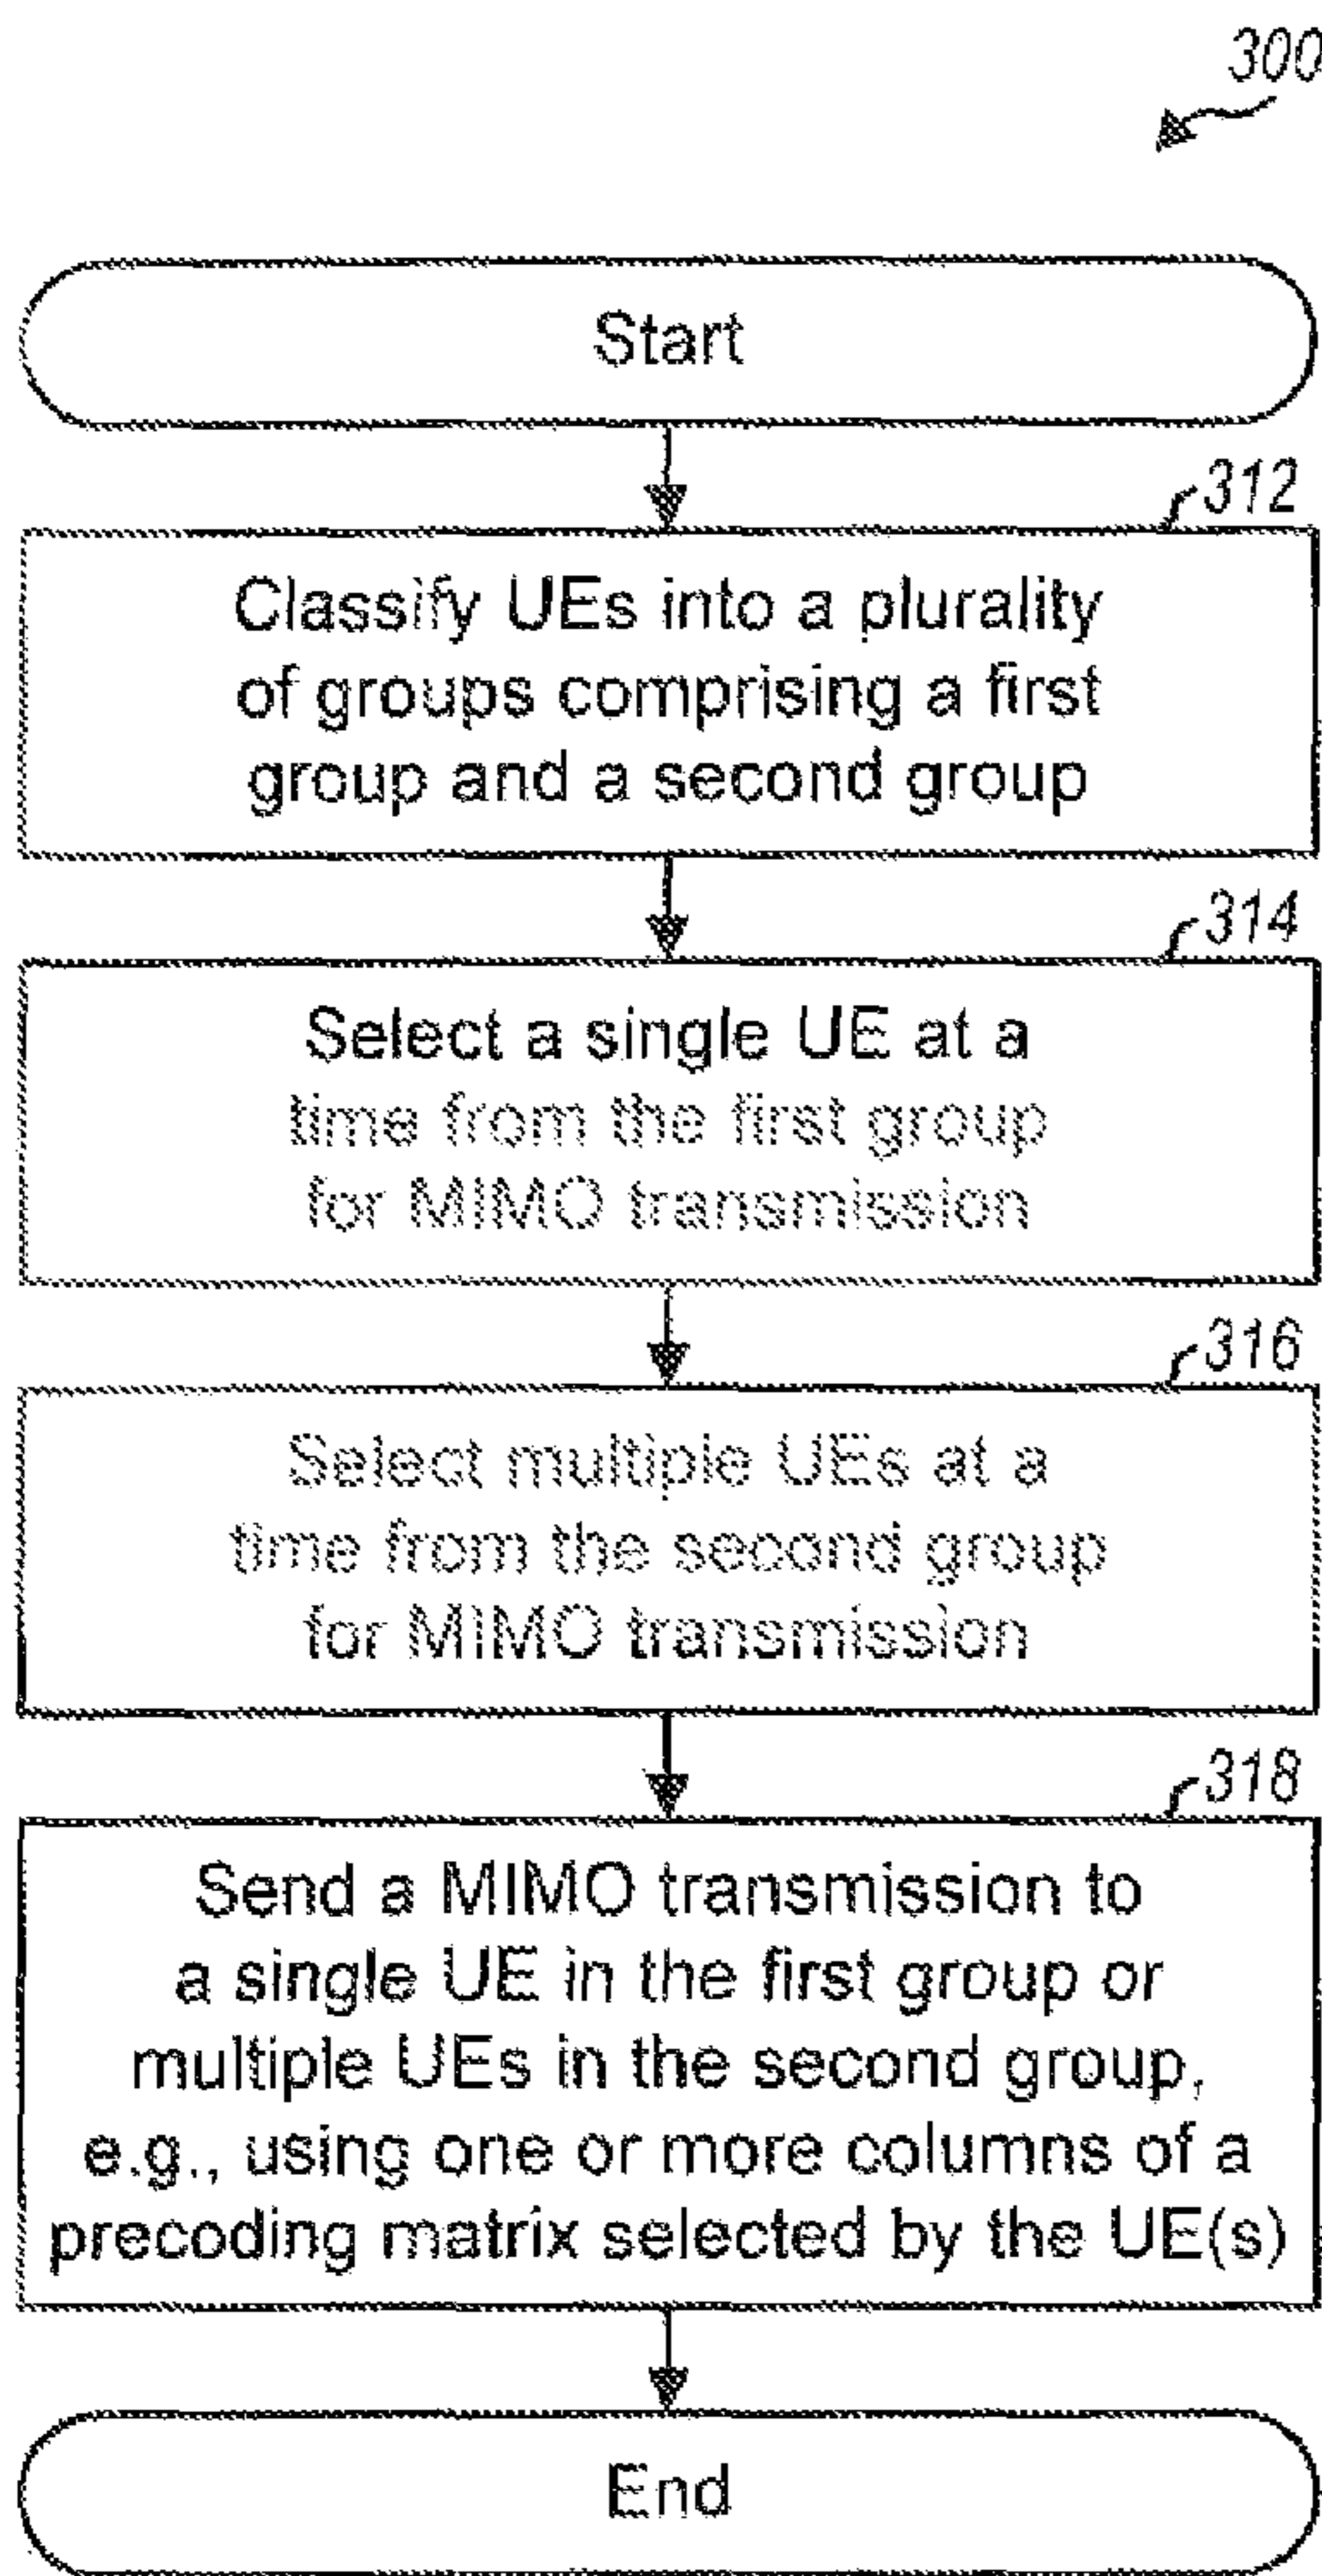 300
Start
312
Classify UEs into a plurality
of groups comprising a first
group and a second group
314
Select a single UE at a
time from the first group
for MIMO transmission
316
Select multiple UEs at a
time from the second group
for MIMO transmission
318
Send a MIMO transmission to
a single UE in the first group or
multiple UEs in the second group,
e.g., using one or more columns of a
precoding matrix selected by the UE(s)
End